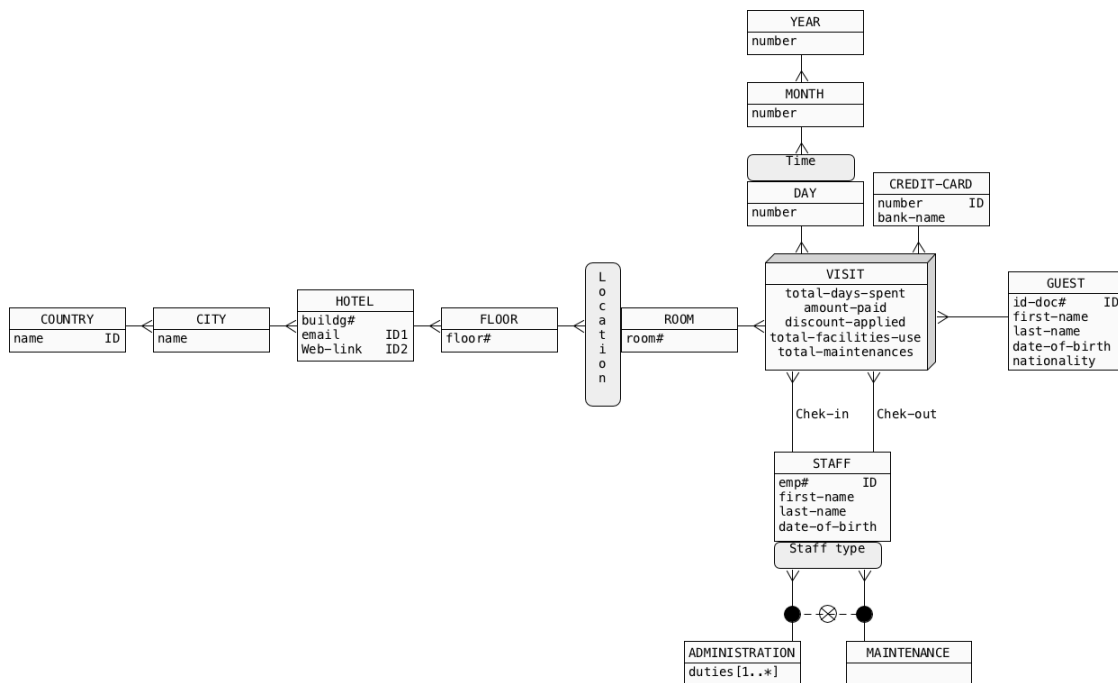 YEAR
number
MONTH
number
Time
DAY
number
CREDIT-CARD
number ID
bank-name
COUNTRY
name ID
CITY
name
HOTEL
buildg#
email ID1
Web-link ID2
FLOOR
floor#
Location
ROOM
room#
VISIT
total-days-spent
amount-paid
discount-applied
total-facilities-use
total-maintenances
GUEST
id-doc# ID
first-name
last-name
date-of-birth
nationality
Chek-in
Chek-out
STAFF
emp# ID
first-name
last-name
date-of-birth
Staff type
ADMINISTRATION
duties[1..*]
MAINTENANCE